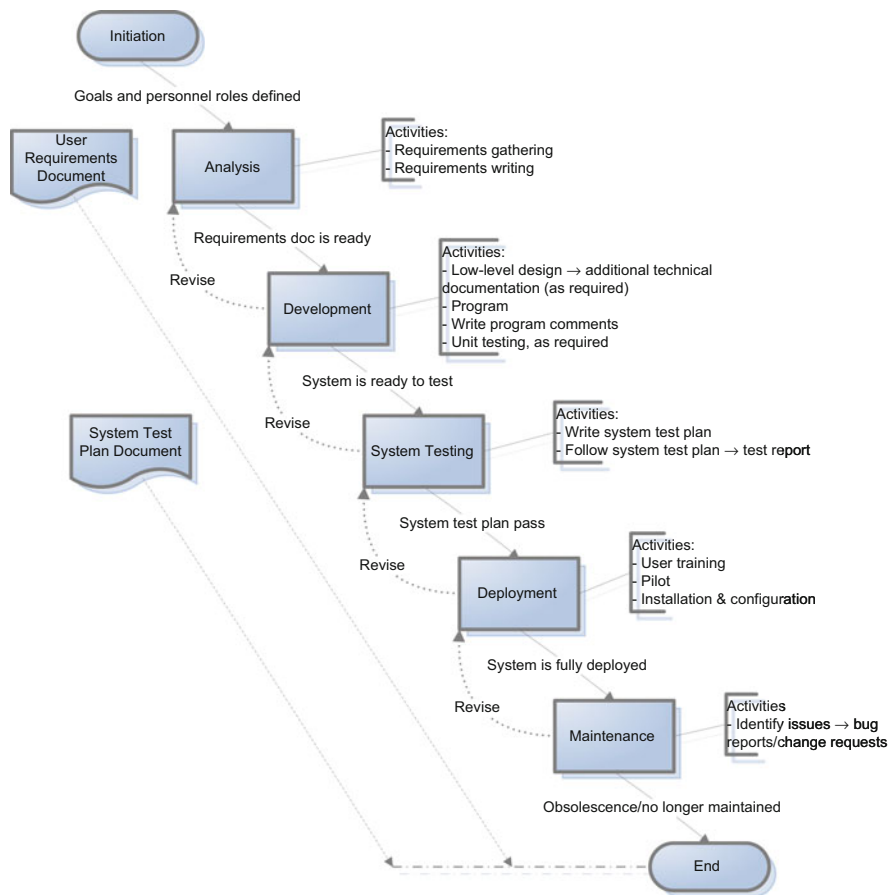 Initiation
Goals and personnel roles defined
User
Requirements
Document
Analysis
Activities:
- Requirements gathering
- Requirements writing
Requirements doc is ready
Revise
Development
Activities:
- Low-level design → additional technical
documentation (as required)
- Program
- Write program comments
- Unit testing, as required
System is ready to test
Revise
System Test
Plan Document
System Testing
Activities:
- Write system test plan
- Follow system test plan → test report
System test plan pass
Revise
Deployment
Activities:
- User training
- Pilot
- Installation & configuration
System is fully deployed
Revise
Maintenance
Activities
- Identify issues → bug
reports/change requests
Obsolescence/no longer maintained
End